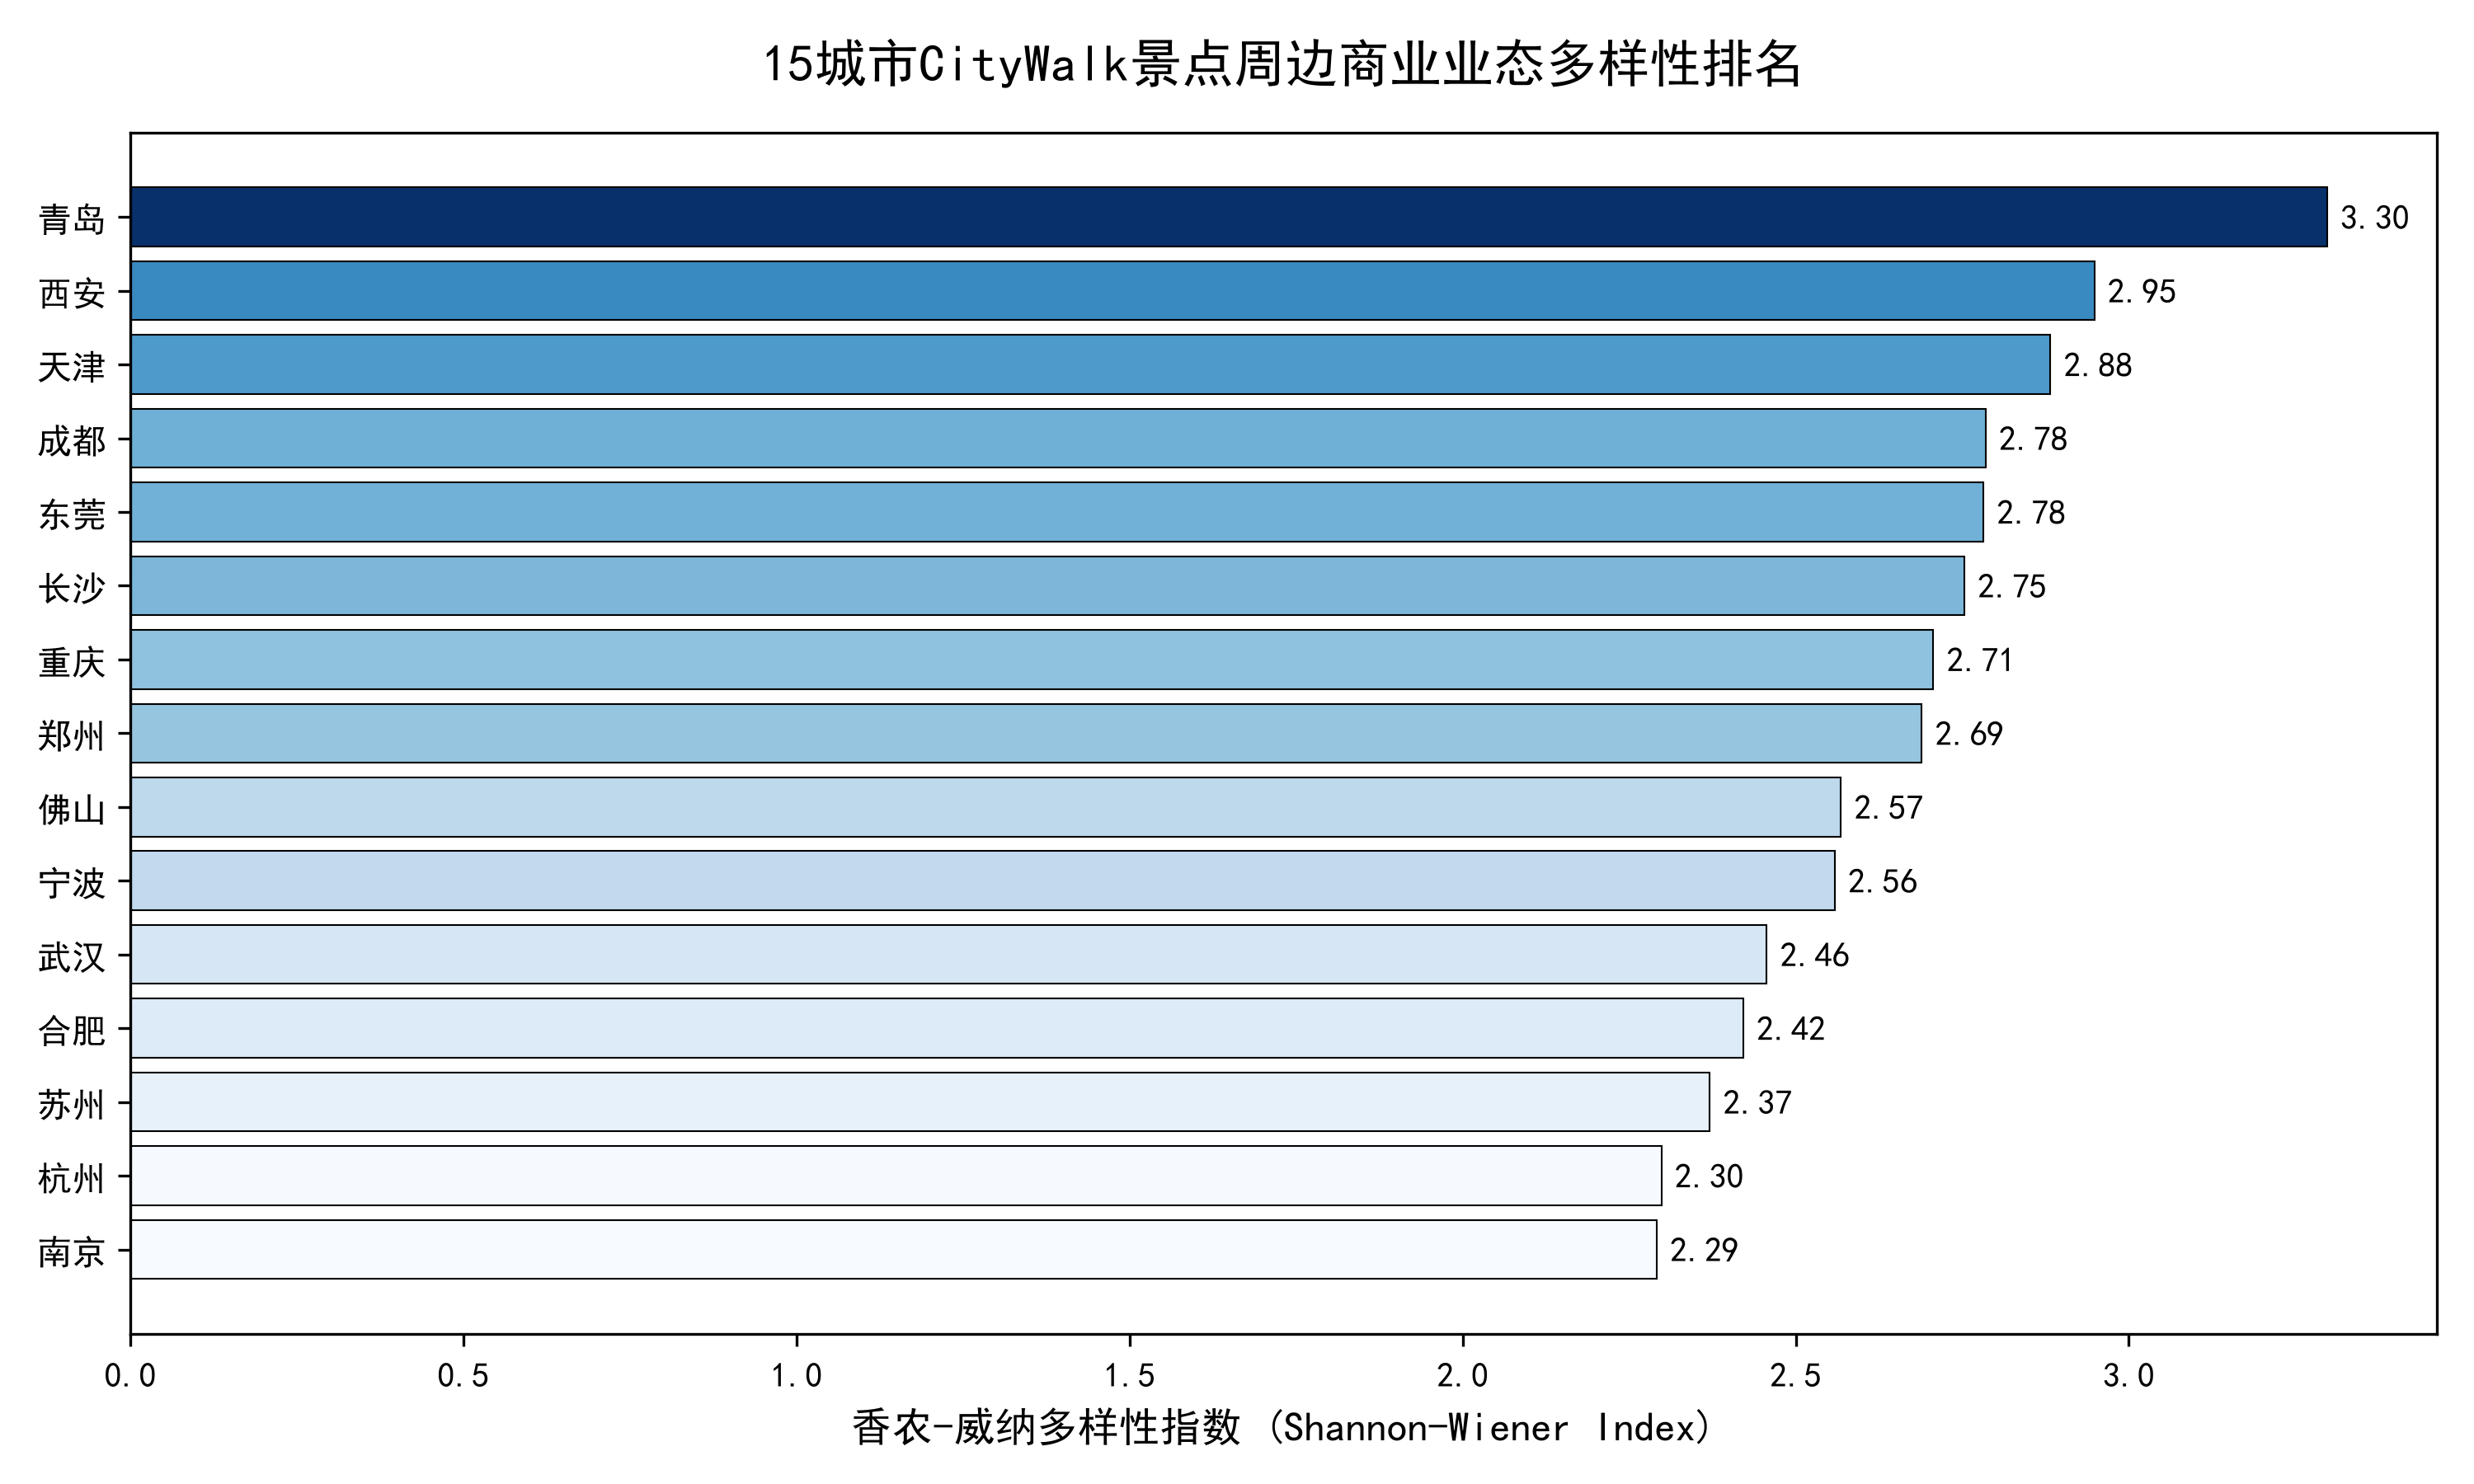 15城市CityWalk景点周边商业业态多样性排名
青岛 3.30
西安 2.95
天津 2.88
成都 2.78
东莞 2.78
长沙 2.75
重庆 2.71
郑州 2.69
佛山 2.57
宁波 2.56
武汉 2.46
合肥 2.42
苏州 2.37
杭州 2.30
南京 2.29
0.0 0.5 1.0 1.5 2.0 2.5 3.0
香农-威纳多样性指数 (Shannon-Wiener Index)